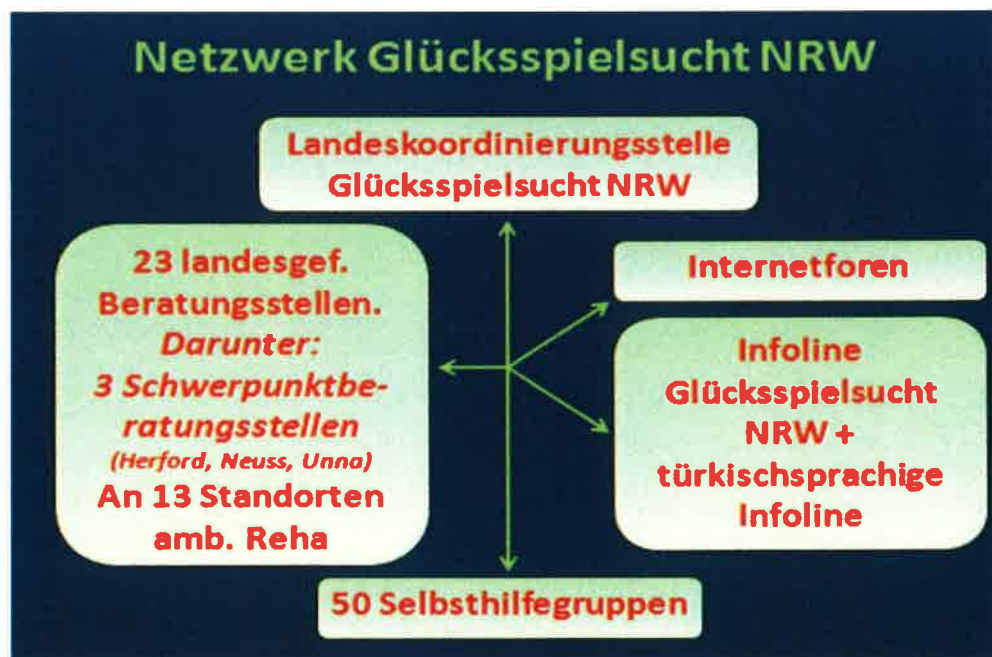 Netzwerk Glücksspielsucht NRW
Landeskoordinierungsstelle
Glücksspielsucht NRW
23 landesgef.
Beratungsstellen.
Darunter:
3 Schwerpunktbe-
ratungsstellen
(Herford, Neuss, Unna)
An 13 Standorten
amb. Reha
Internetforen
Infoline
Glücksspielsucht
NRW +
türkischsprachige
Infoline
50 Selbsthilfegruppen